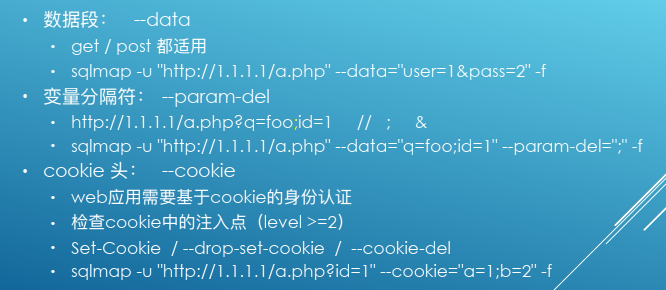 • 数据段： --data
• get / post 都适用
• sqlmap -u "http://1.1.1.1/a.php" --data="user=1&pass=2" -f
• 变量分隔符： --param-del
• http://1.1.1.1/a.php?q=foo;id=1 // ; &
• sqlmap -u "http://1.1.1.1/a.php" --data="q=foo;id=1" --param-del=";" -f
• cookie 头： --cookie
• web应用需要基于cookie的身份认证
• 检查cookie中的注入点（level >=2）
• Set-Cookie / --drop-set-cookie / --cookie-del
• sqlmap -u "http://1.1.1.1/a.php?id=1" --cookie="a=1;b=2" -f